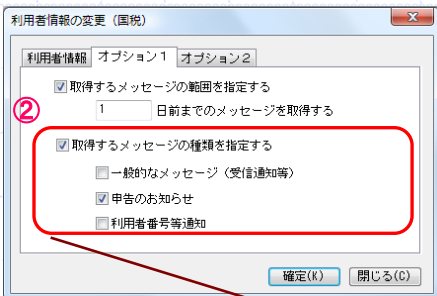 利用者情報の変更（国税）
利用者情報 オプション１ オプション２
取得するメッセージの範囲を指定する
②
1 日前までのメッセージを取得する
取得するメッセージの種類を指定する
一般的なメッセージ（受信通知等）
申告のお知らせ
利用者番号等通知
確定(K) 閉じる(C)